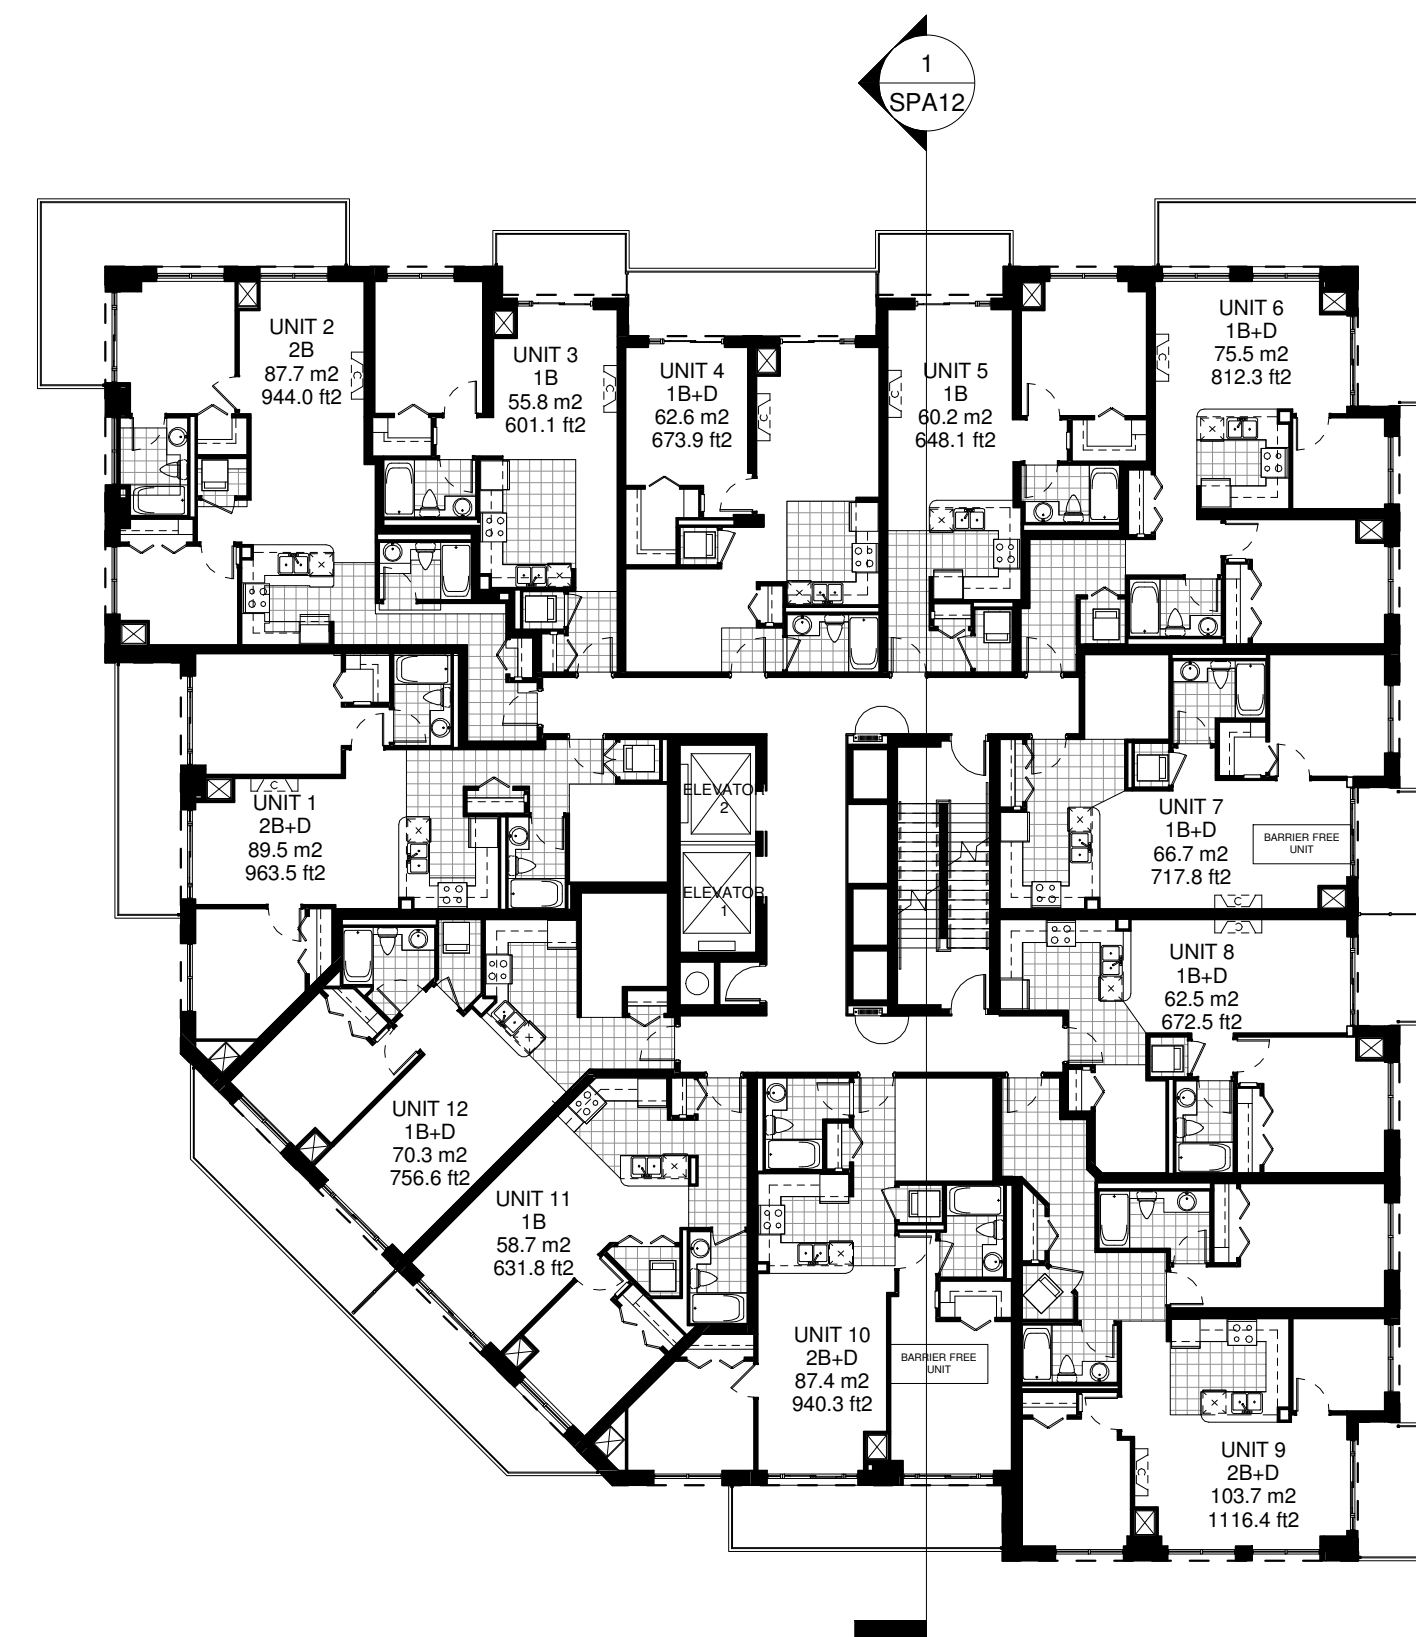 1
SPA12
UNIT 2
2B
87.7 m2
944.0 ft2
UNIT 3
1B
55.8 m2
601.1 ft2
UNIT 4
1B+D
62.6 m2
673.9 ft2
UNIT 5
1B
60.2 m2
648.1 ft2
UNIT 6
1B+D
75.5 m2
812.3 ft2
C
C
C
C
C
UNIT 1
2B+D
89.5 m2
963.5 ft2
C
ELEVATOR
2
ELEVATOR
1
UNIT 7
1B+D
66.7 m2
717.8 ft2
BARRIER FREE
UNIT
C
C
UNIT 8
1B+D
62.5 m2
672.5 ft2
UNIT 12
1B+D
70.3 m2
756.6 ft2
UNIT 11
1B
58.7 m2
631.8 ft2
UNIT 10
2B+D
87.4 m2
940.3 ft2
BARRIER FREE
UNIT
UNIT 9
2B+D
103.7 m2
1116.4 ft2
C